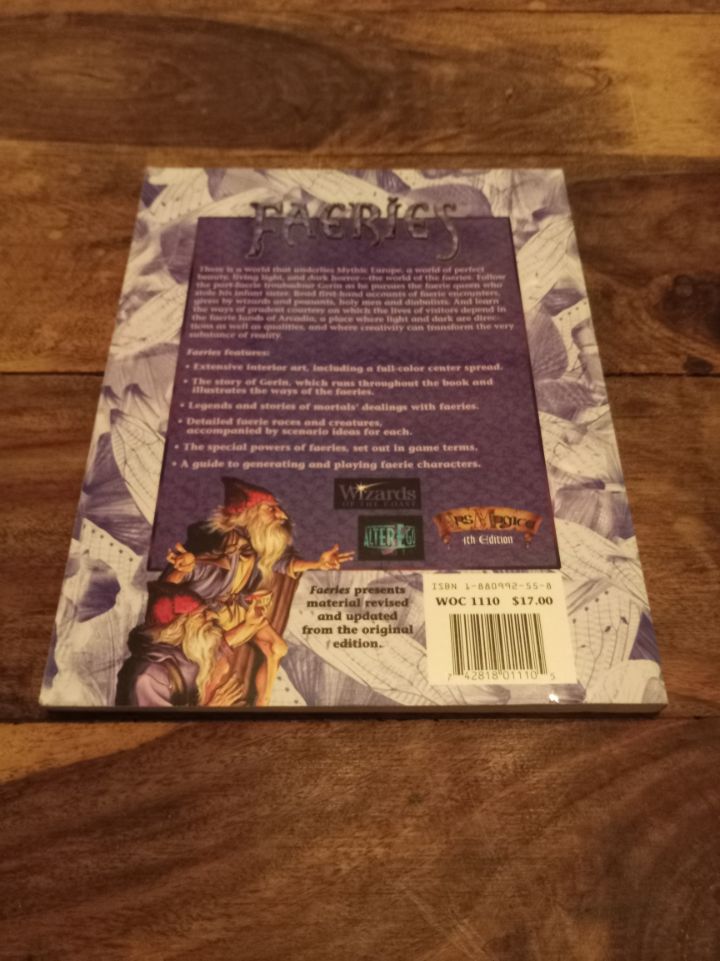 FAERIES
There is a world that underlies Mythic Europe, a world of perfect
beauty, living light, and dark horror—the world of the faeries. Follow
the part-faerie troubadour Gerin as he pursues the faerie queen who
stole his infant sister. Read first-hand accounts of faerie encounters,
given by wizards and peasants, holy men and diabolists. And learn
the ways of prudent courtesy on which the lives of visitors depend in
the faerie lands of Arcadia, a place where light and dark are direc-
tions as well as qualities, and where creativity can transform the very
substance of reality.
Faeries features:
• Extensive interior art, including a full-color center spread.
• The story of Gerin, which runs throughout the book and
illustrates the ways of the faeries.
• Legends and stories of mortals' dealings with faeries.
• Detailed faerie races and creatures,
accompanied by scenario ideas for each.
• The special powers of faeries, set out in game terms.
• A guide to generating and playing faerie characters.
Wizards
OF THE COAST
ALTER EGO
ARS MAGICA
4th Edition
Faeries presents
material revised
and updated
from the original
edition.
ISBN 1-880992-55-8
WOC 1110 $17.00
7 42818 01110 5